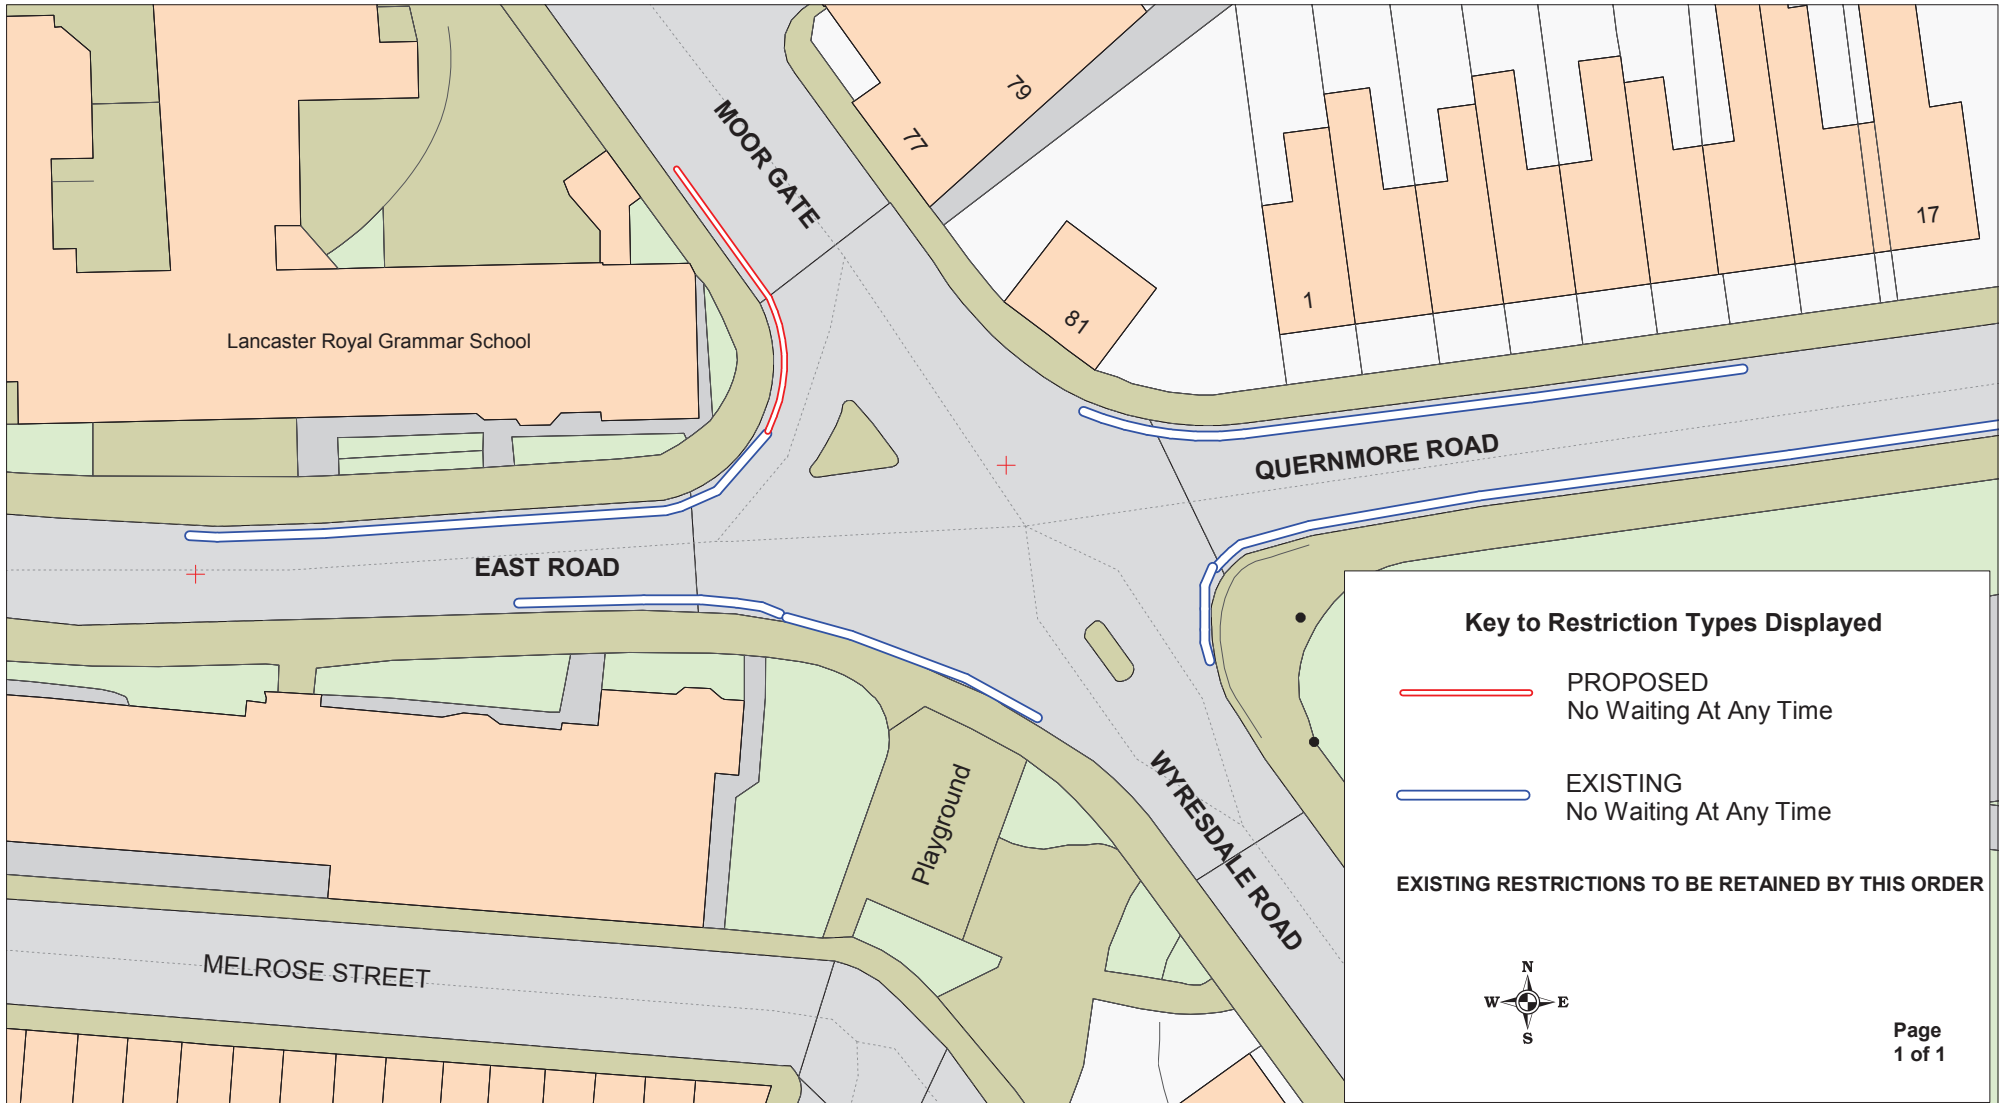 MOOR GATE
79
77
17
1
81
Lancaster Royal Grammar School
QUERNMORE ROAD
EAST ROAD
WYRESDALE ROAD
Playground
MELROSE STREET
Key to Restriction Types Displayed
PROPOSED
No Waiting At Any Time
EXISTING
No Waiting At Any Time
EXISTING RESTRICTIONS TO BE RETAINED BY THIS ORDER
N
W E
S
Page
1 of 1